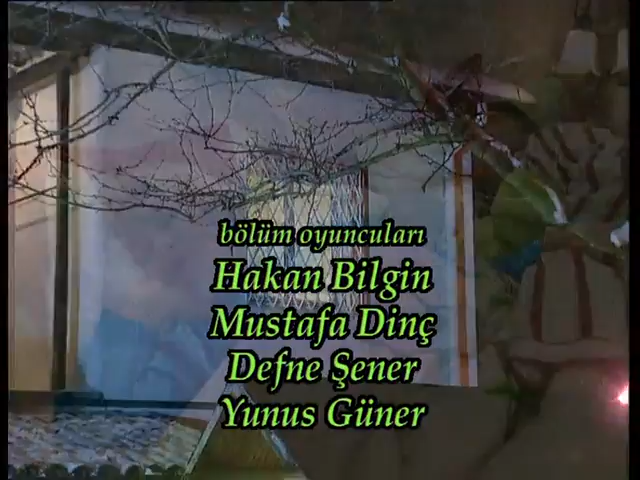 bölüm oyuncuları
Hakan Bilgin
Mustafa Dinç
Defne Şener
Yunus Güner